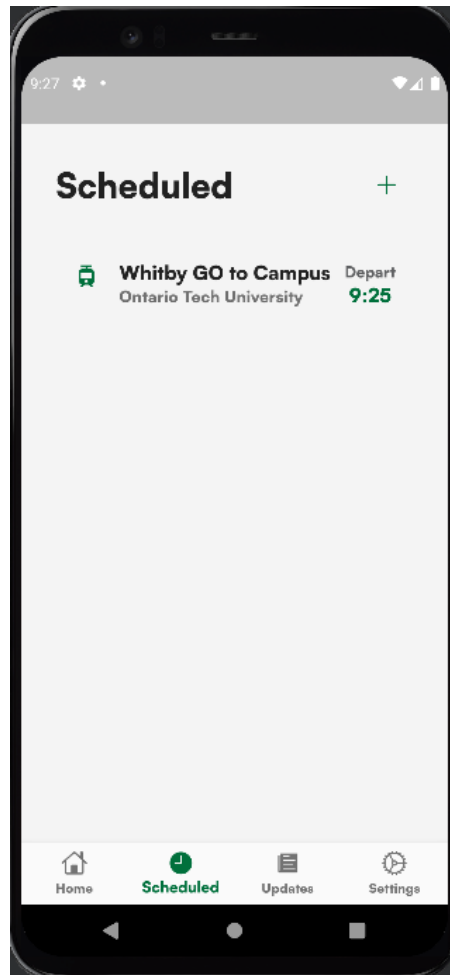 9:27
Scheduled +
Whitby GO to Campus Depart
Ontario Tech University 9:25
Home Scheduled Updates Settings